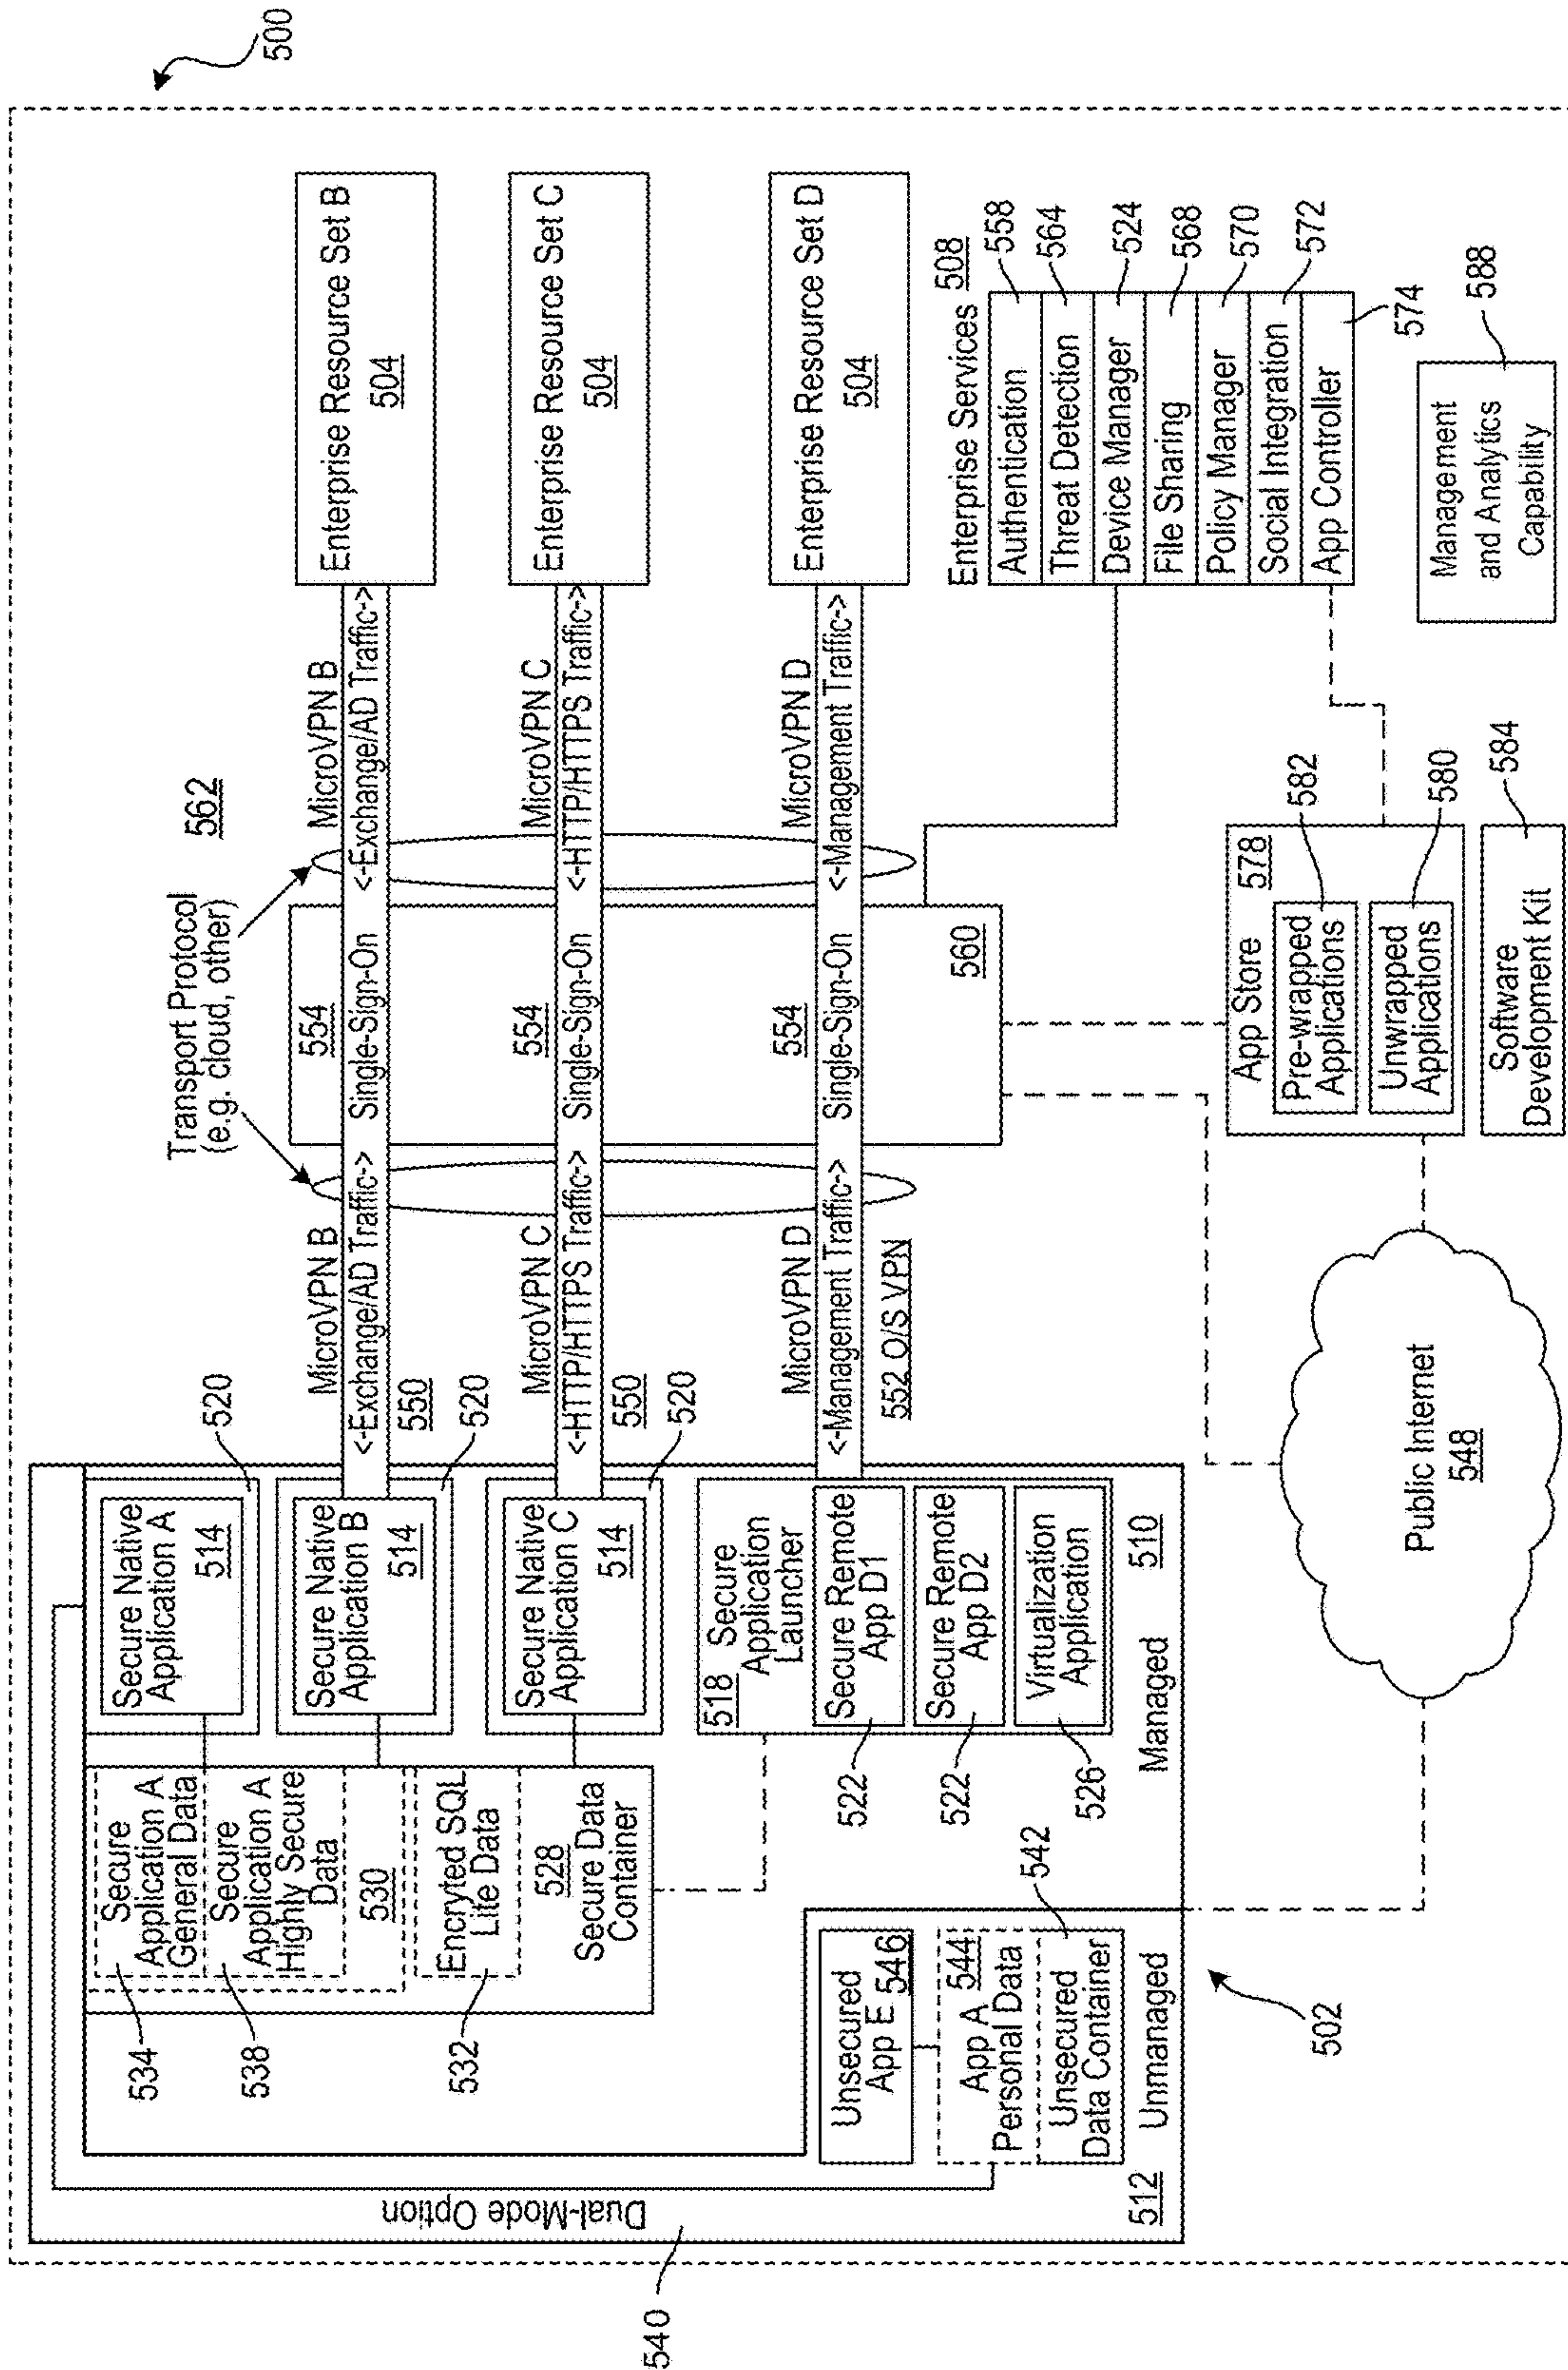 500
540
Dual-Mode Option
534
538
532
Secure
Application A
General Data
Secure
Application A
Highly Secure
Data
530
Encryted SQL
Lite Data
528
Secure Data
Container
Secure Native
Application A
514
520
Secure Native
Application B
514
520
Secure Native
Application C
514
520
518 Secure
Application
Launcher
Secure Remote
App D1
Secure Remote
App D2
Virtualization
Application
522
522
526
Managed
510
Unsecured
App E 546
App A 544
Personal Data
Unsecured
Data Container
542
Unmanaged
512
502
Transport Protocol
(e.g. cloud, other)
562
MicroVPN B
<-Exchange/AD Traffic->
550
554
Single-Sign-On
MicroVPN B
<-Exchange/AD Traffic->
Enterprise Resource Set B
504
MicroVPN C
<-HTTP/HTTPS Traffic->
550
554
Single-Sign-On
MicroVPN C
<-HTTP/HTTPS Traffic->
Enterprise Resource Set C
504
MicroVPN D
<-Management Traffic->
552 O/S VPN
554
Single-Sign-On
MicroVPN D
<-Management Traffic->
Enterprise Resource Set D
504
560
Enterprise Services 508
Authentication
558
Threat Detection
564
Device Manager
524
File Sharing
568
Policy Manager
570
Social Integration
572
App Controller
574
Public Internet
548
App Store 578
Pre-wrapped
Applications
582
Unwrapped
Applications
580
Software
Development Kit
584
Management
and Analytics
Capability
588